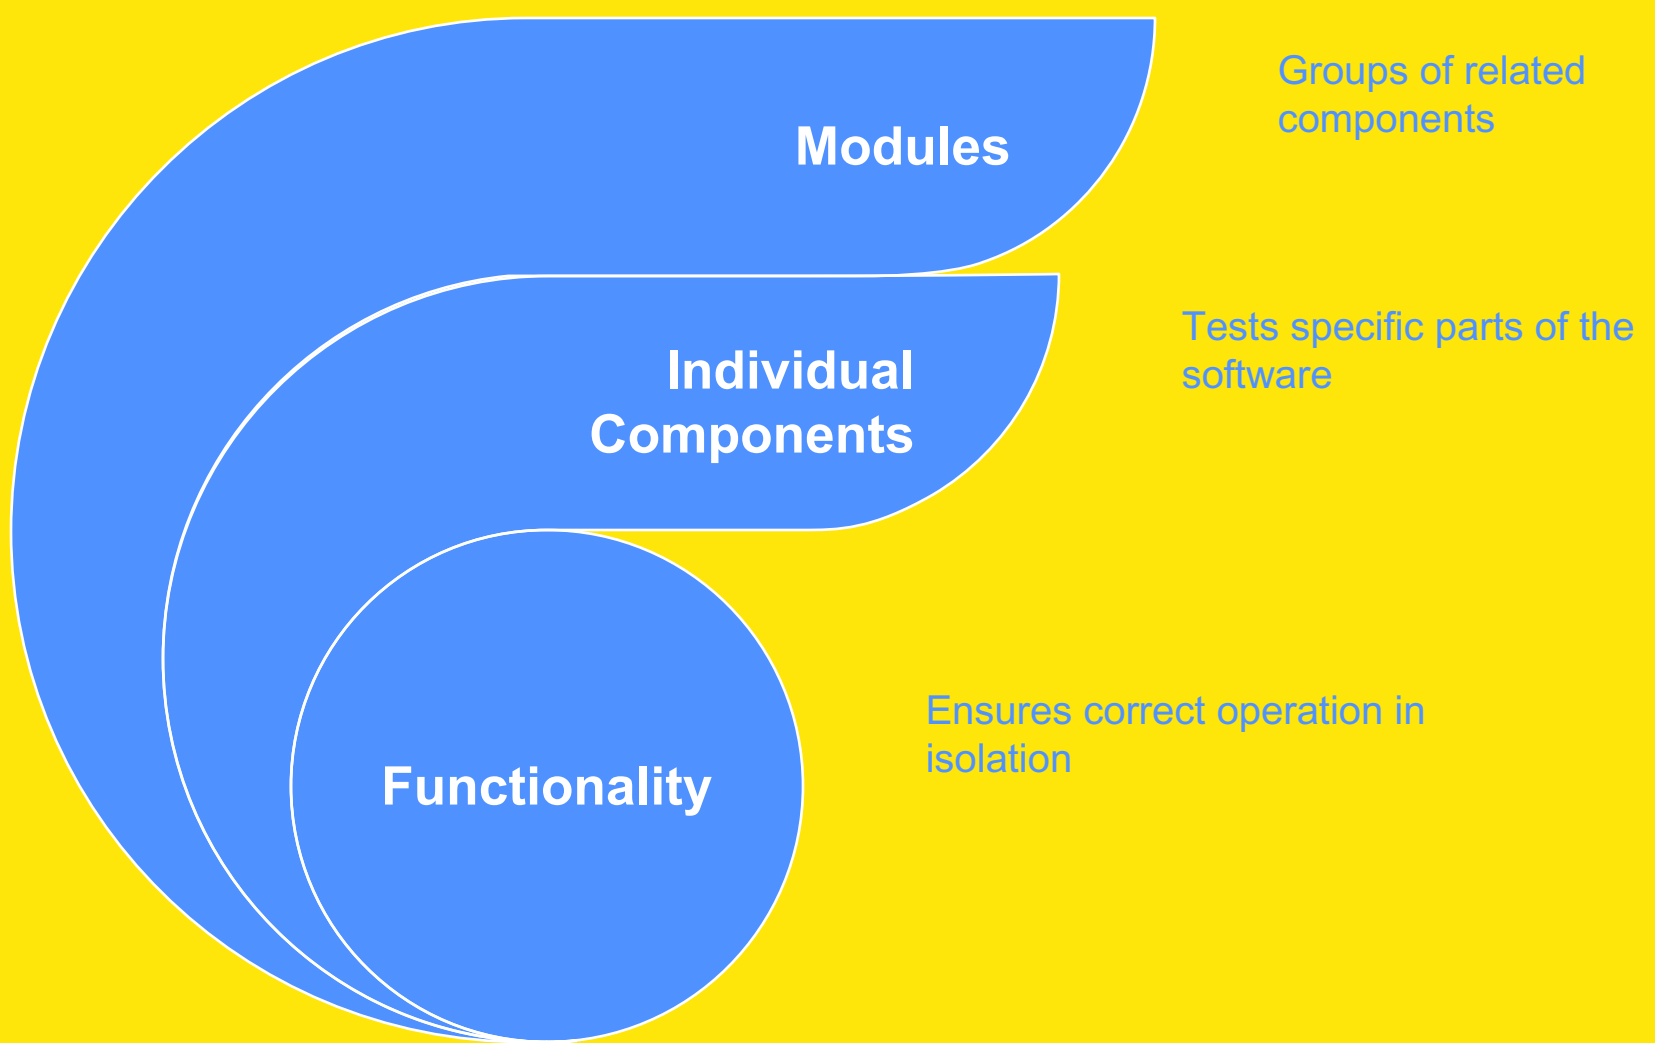 Modules
Groups of related
components
Individual
Components
Tests specific parts of the
software
Functionality
Ensures correct operation in
isolation